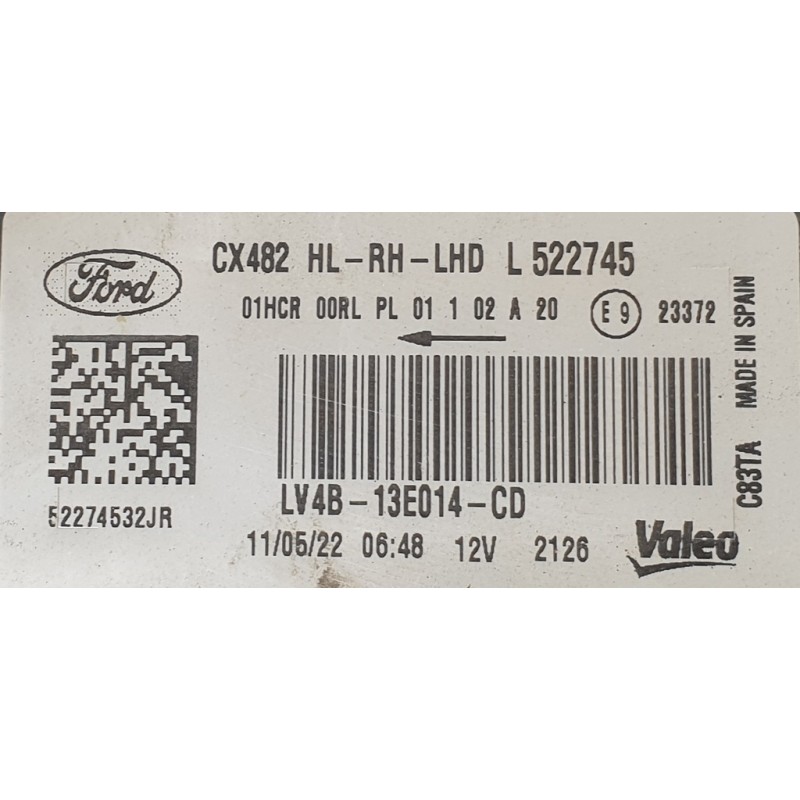 Ford
CX482 HL-RH-LHD L 522745
01HCR 00RL PL 01 1 02 A 20 E 9 23372
52274532JR
LV4B-13E014-CD
11/05/22 06:48 12V 2126
Valeo
C83TA MADE IN SPAIN